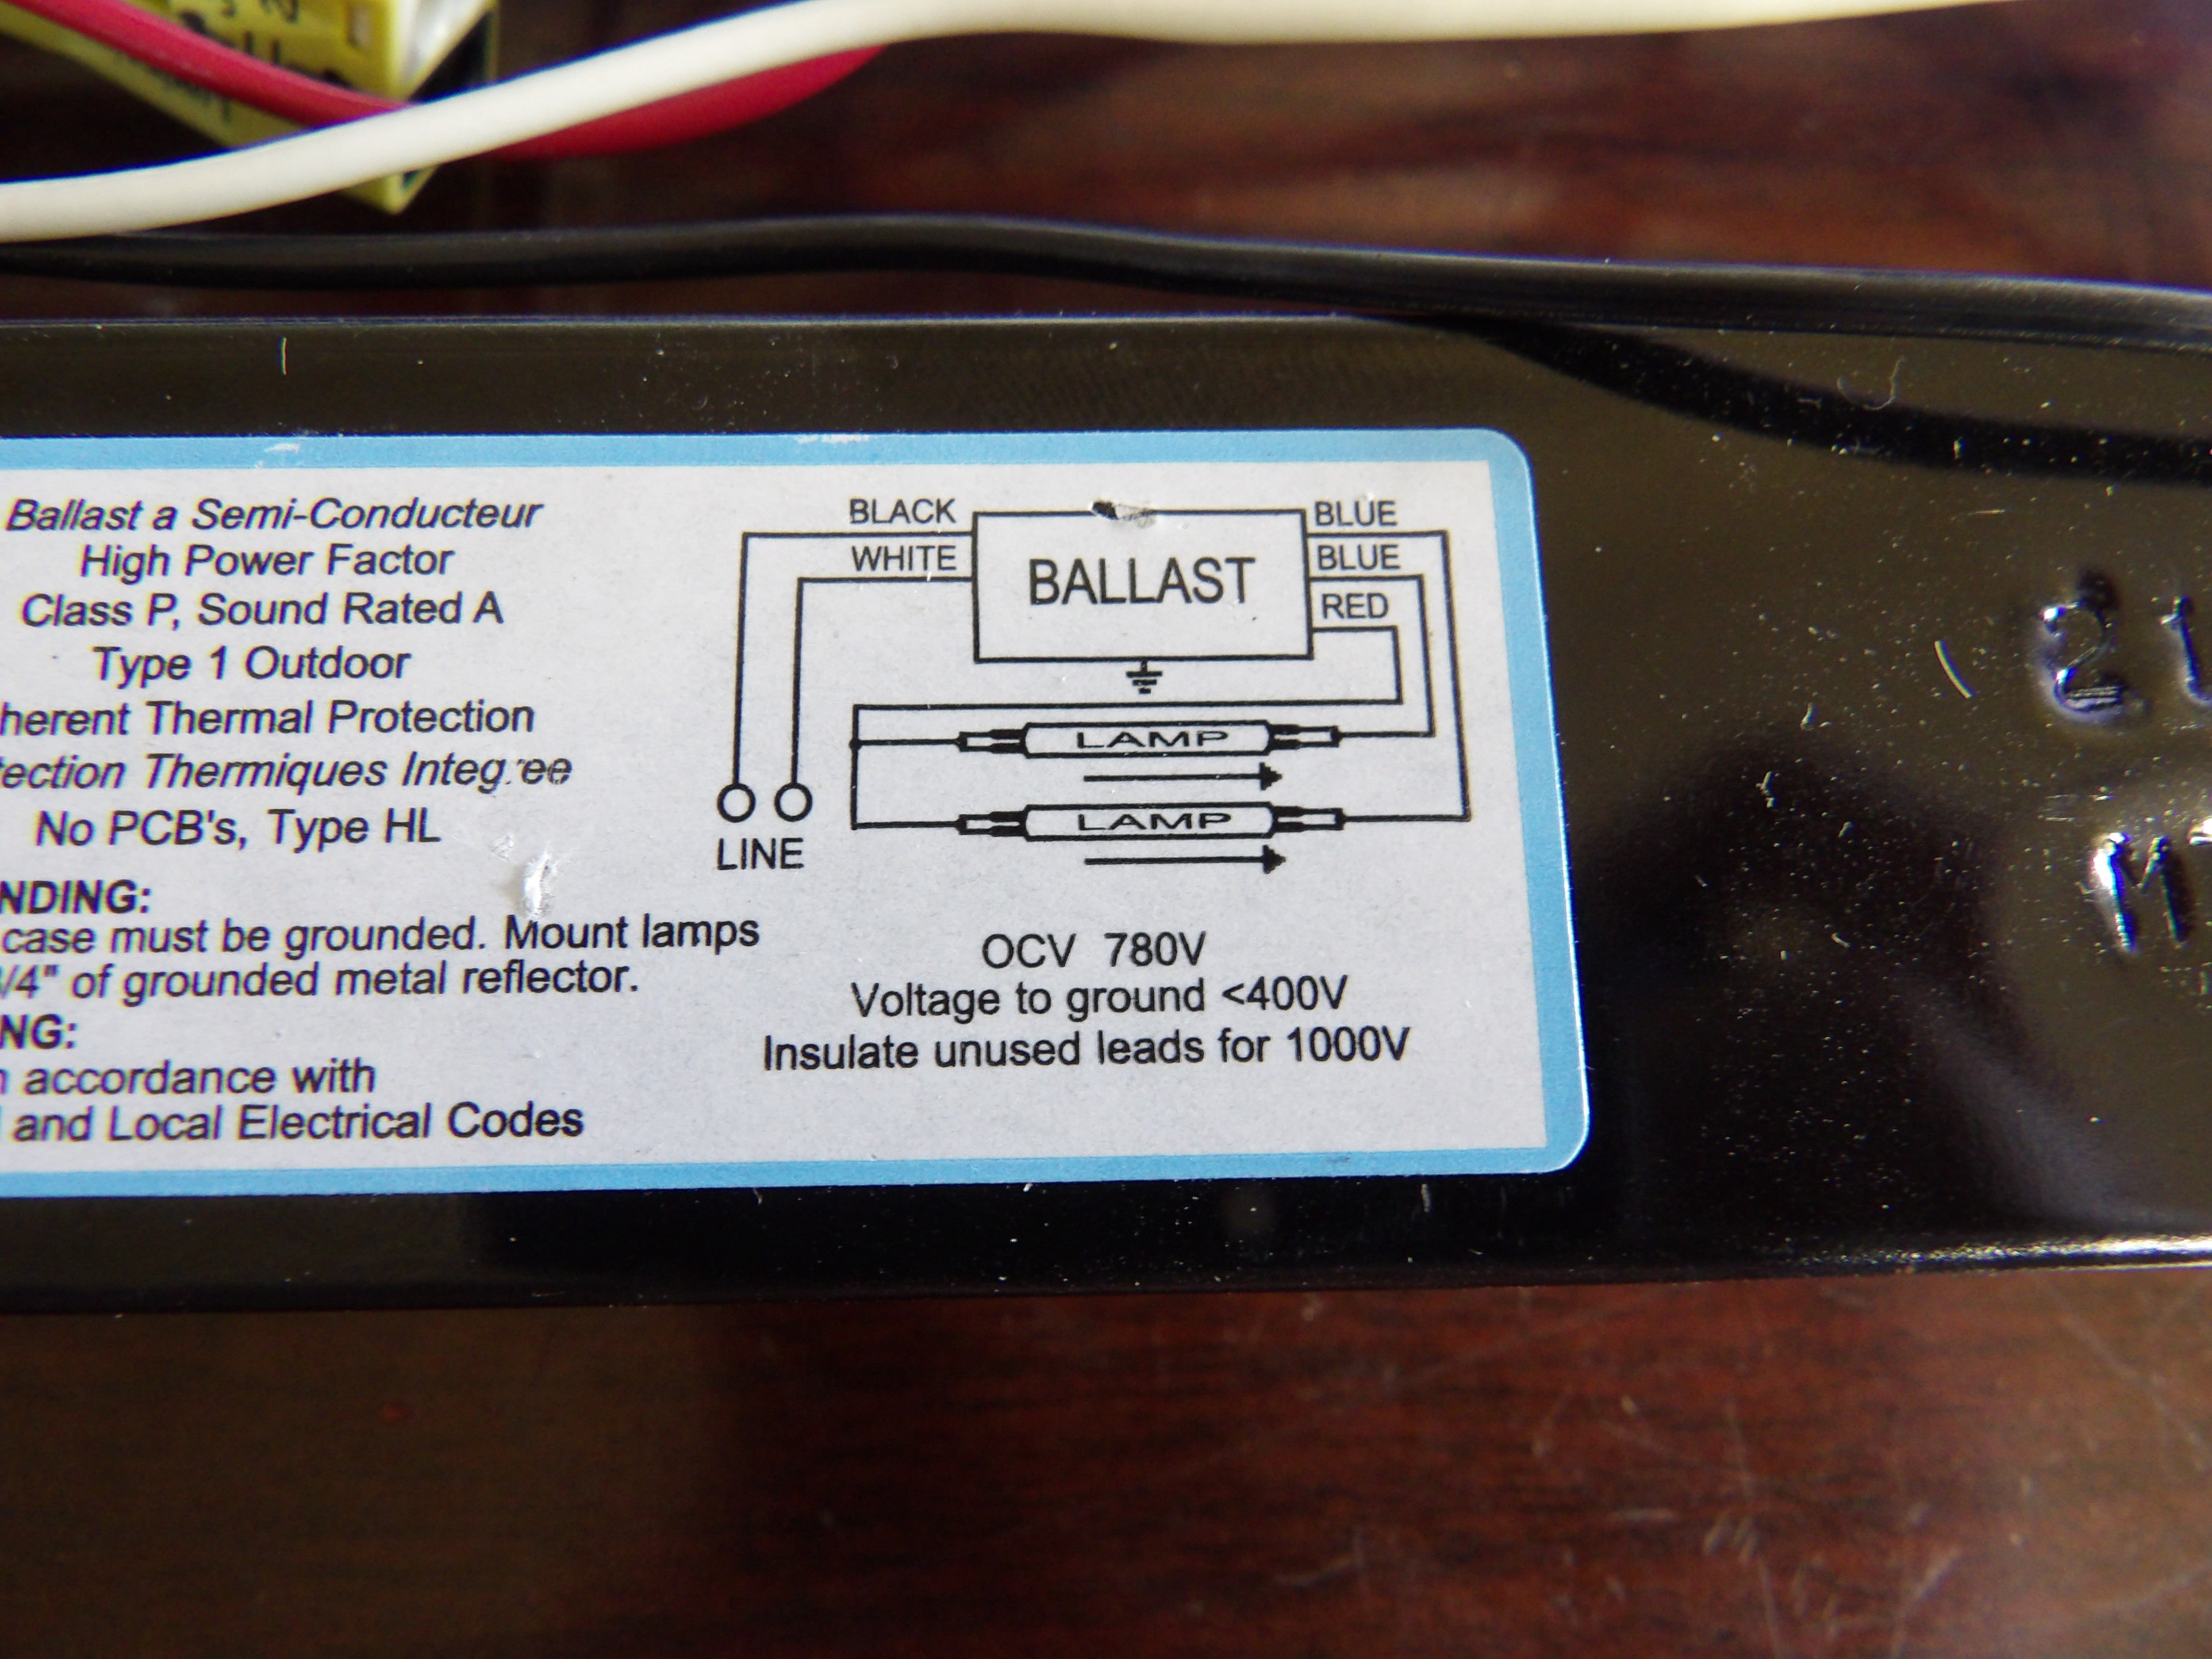 Ballast a Semi-Conducteur
High Power Factor
Class P, Sound Rated A
Type 1 Outdoor
herent Thermal Protection
tection Thermiques Integree
No PCB's, Type HL
NDING:
case must be grounded. Mount lamps
/4" of grounded metal reflector.
NG:
accordance with
and Local Electrical Codes
BLACK
WHITE
BALLAST
BLUE
BLUE
RED
LAMP
LAMP
LINE
OCV 780V
Voltage to ground <400V
Insulate unused leads for 1000V
2
M